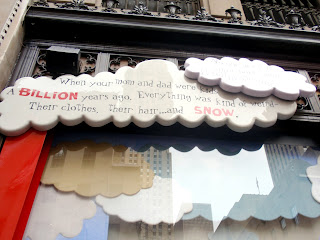 When your mom and dad were
A BILLION years ago. Everything was kind of
Their clothes, their hair...and SNOW.